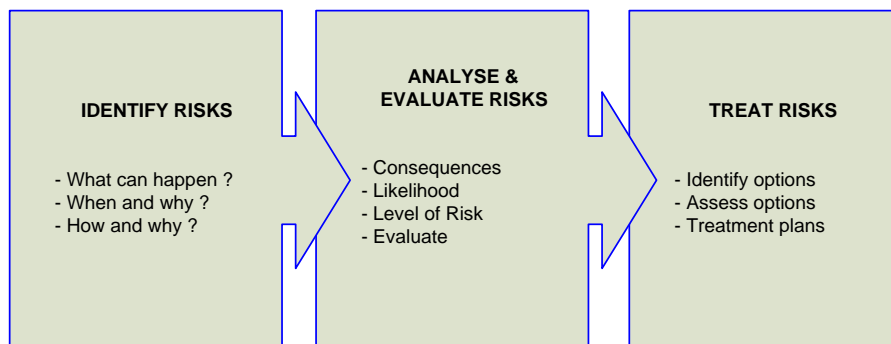 IDENTIFY RISKS
- What can happen ?
- When and why ?
- How and why ?
ANALYSE &
EVALUATE RISKS
- Consequences
- Likelihood
- Level of Risk
- Evaluate
TREAT RISKS
- Identify options
- Assess options
- Treatment plans